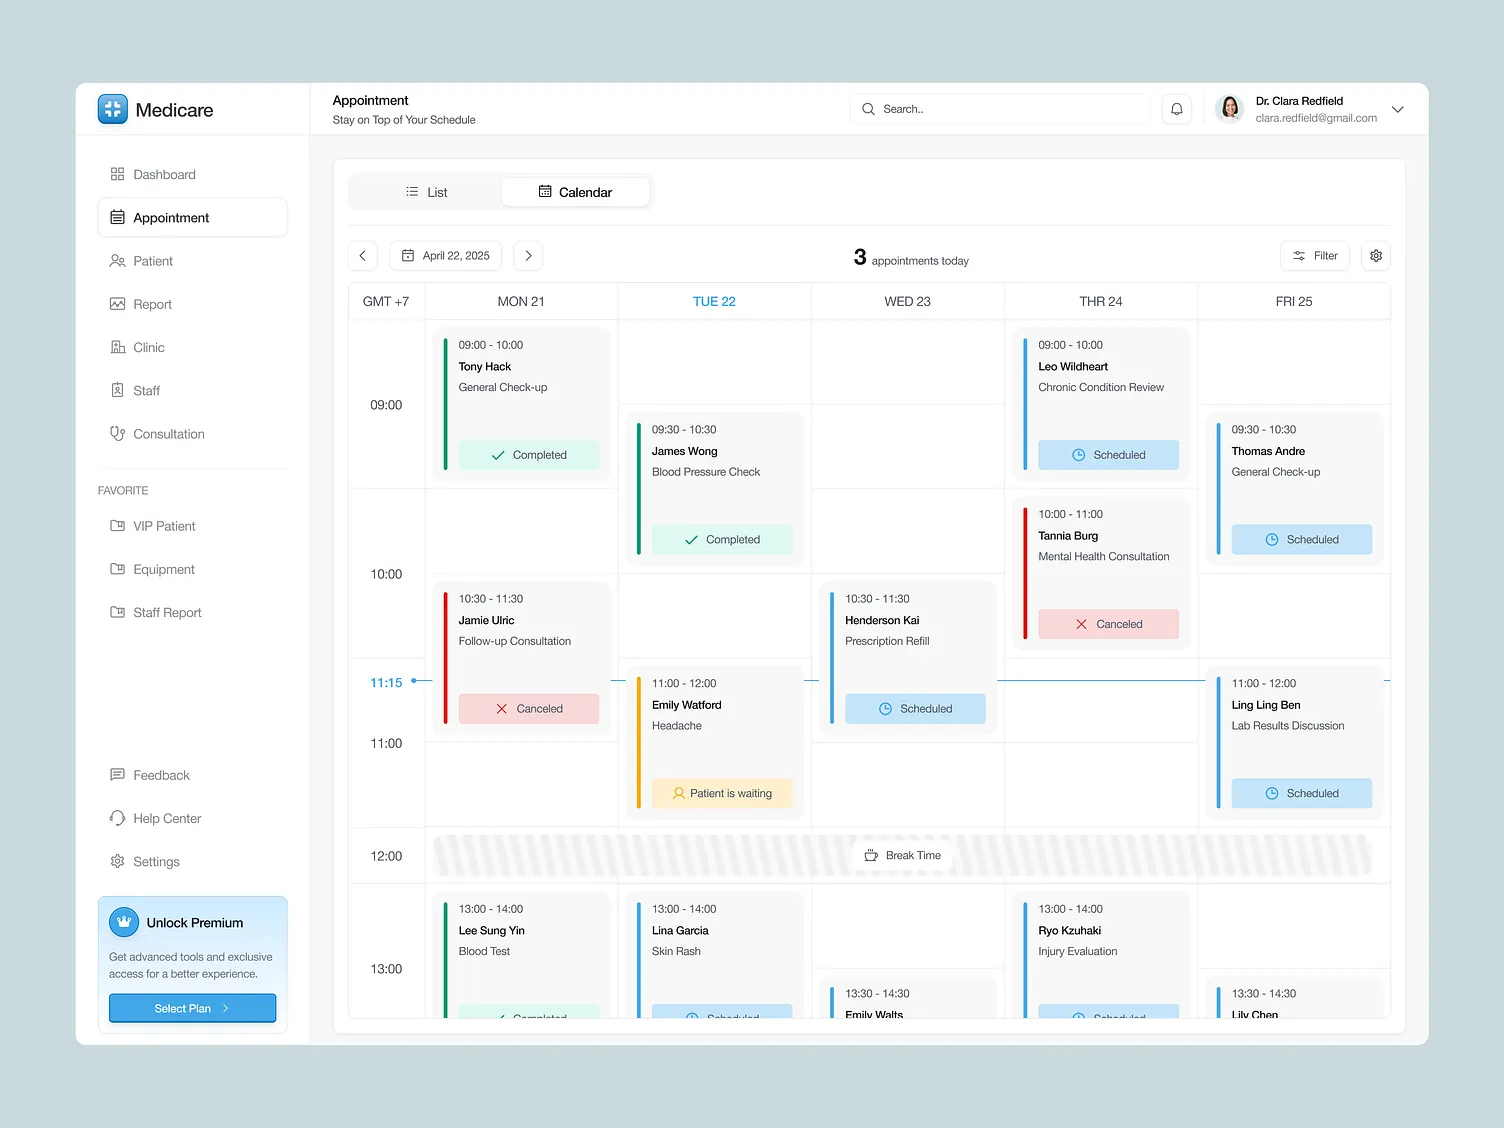 Medicare
Appointment
Stay on Top of Your Schedule
Search..
Dr. Clara Redfield
clara.redfield@gmail.com
Dashboard
Appointment
Patient
Report
Clinic
Staff
Consultation
FAVORITE
VIP Patient
Equipment
Staff Report
Feedback
Help Center
Settings
Unlock Premium
Get advanced tools and exclusive
access for a better experience.
Select Plan
List
Calendar
April 22, 2025
3 appointments today
Filter
GMT +7
MON 21
TUE 22
WED 23
THR 24
FRI 25
09:00
10:00
11:15
11:00
12:00
13:00
09:00 - 10:00
Tony Hack
General Check-up
Completed
10:30 - 11:30
Jamie Ulric
Follow-up Consultation
Canceled
09:30 - 10:30
James Wong
Blood Pressure Check
Completed
11:00 - 12:00
Emily Watford
Headache
Patient is waiting
10:30 - 11:30
Henderson Kai
Prescription Refill
Scheduled
09:00 - 10:00
Leo Wildheart
Chronic Condition Review
Scheduled
10:00 - 11:00
Tannia Burg
Mental Health Consultation
Canceled
09:30 - 10:30
Thomas Andre
General Check-up
Scheduled
11:00 - 12:00
Ling Ling Ben
Lab Results Discussion
Scheduled
Break Time
13:00 - 14:00
Lee Sung Yin
Blood Test
Completed
13:00 - 14:00
Lina Garcia
Skin Rash
Scheduled
13:30 - 14:30
Emily Walts
13:00 - 14:00
Ryo Kzuhaki
Injury Evaluation
Scheduled
13:30 - 14:30
Lily Chen